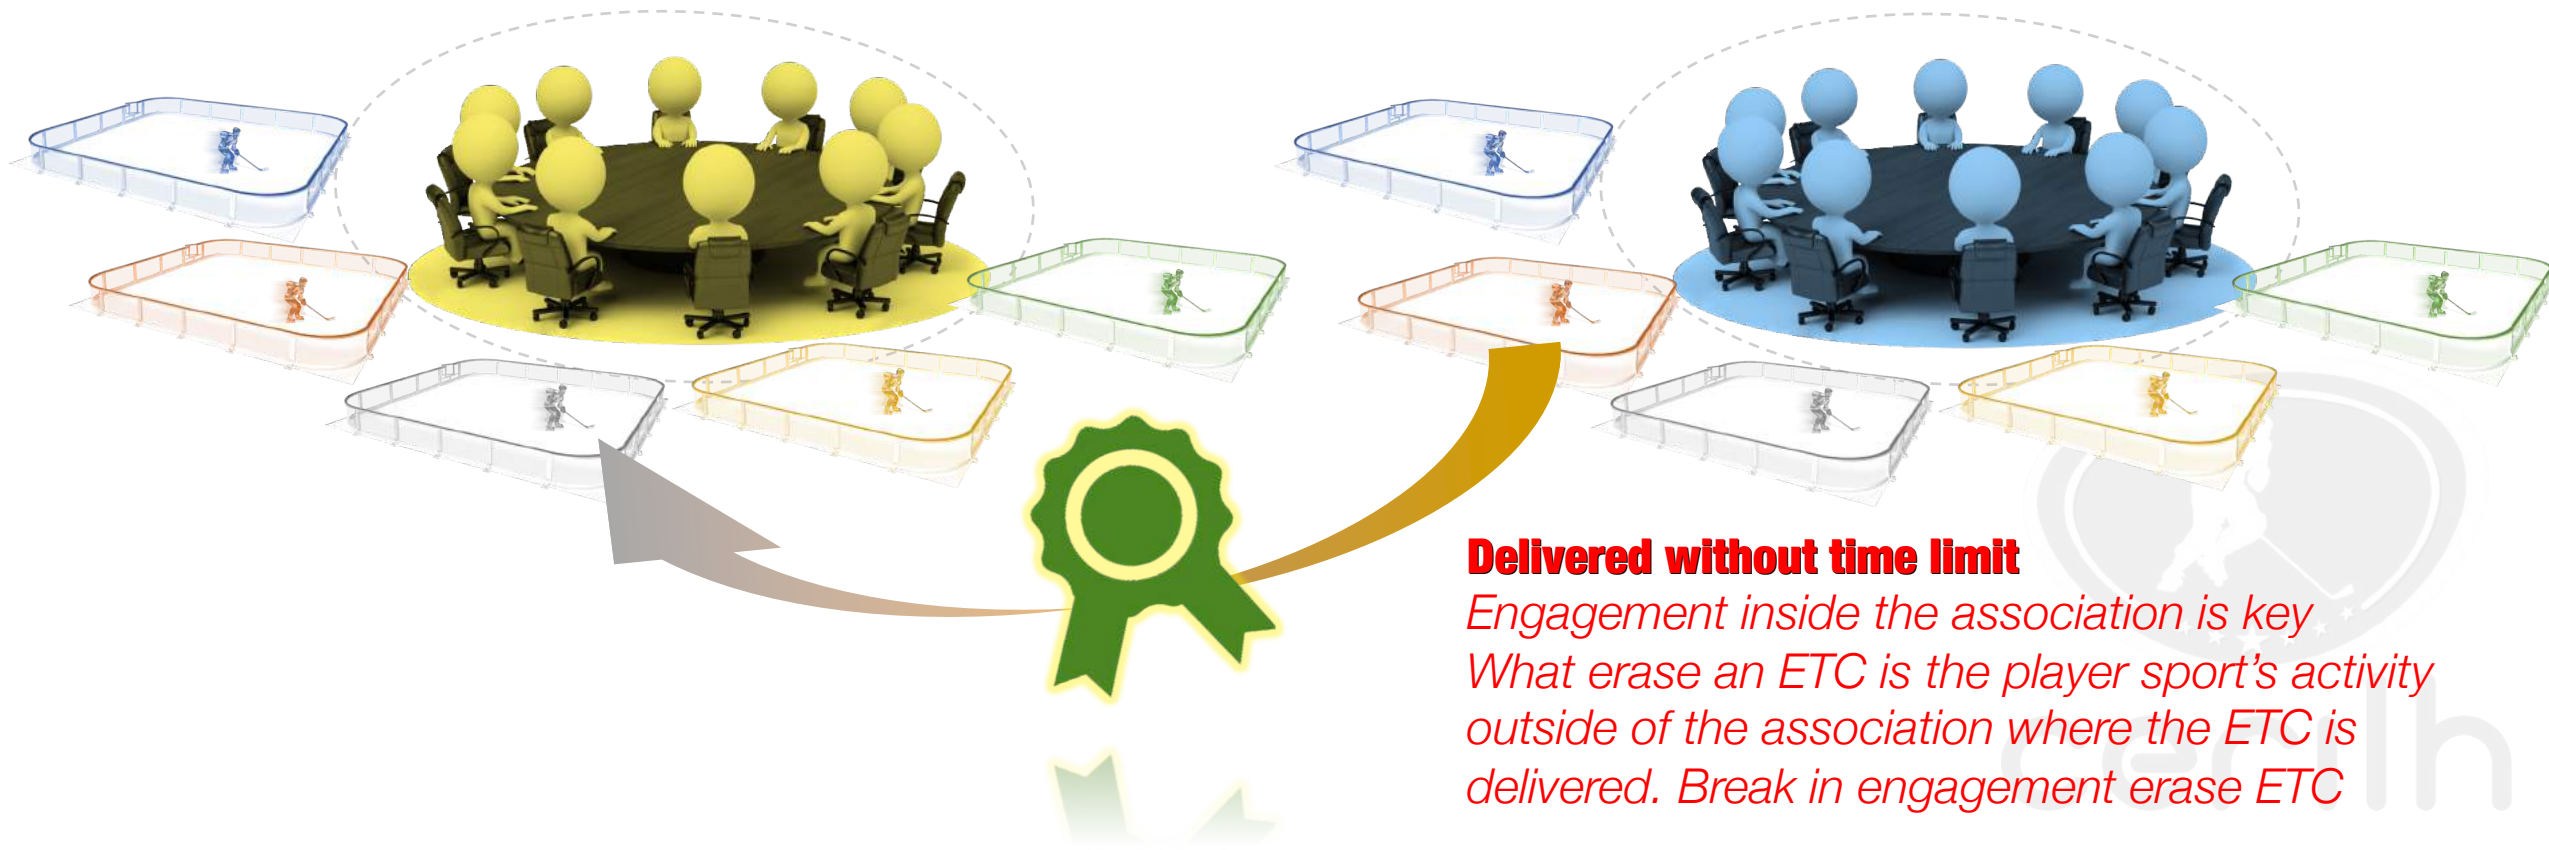 Delivered without time limit
Engagement inside the association is key
What erase an ETC is the player sport’s activity
outside of the association where the ETC is
delivered. Break in engagement erase ETC
cerilh